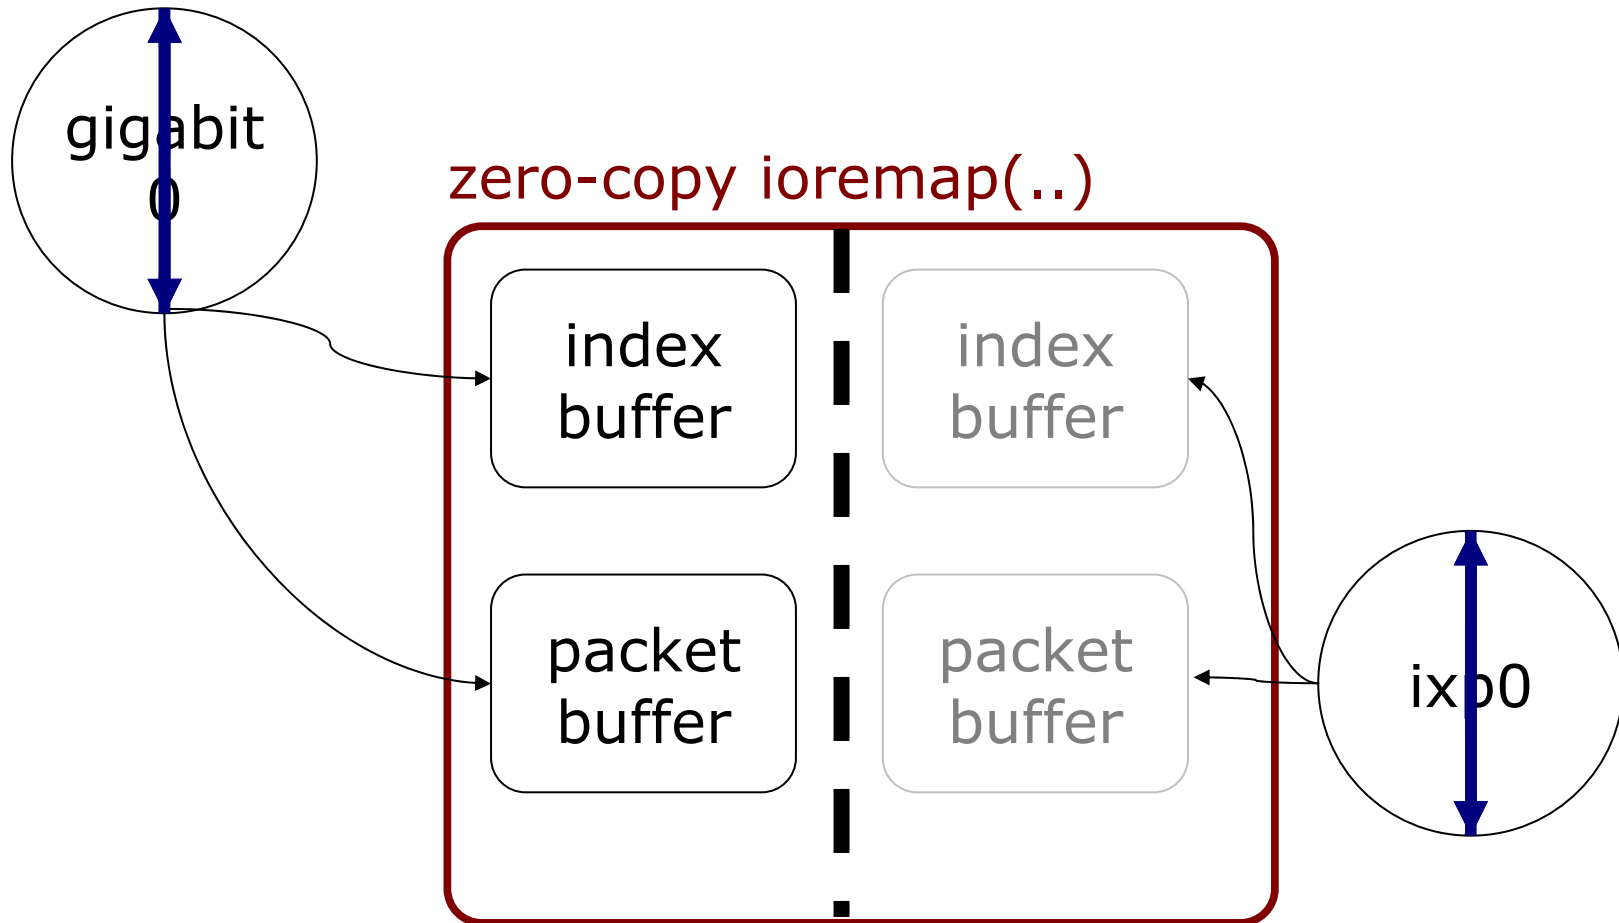 gigabit
0
zero-copy ioremap(..)
index
buffer
index
buffer
packet
buffer
packet
buffer
ixp0